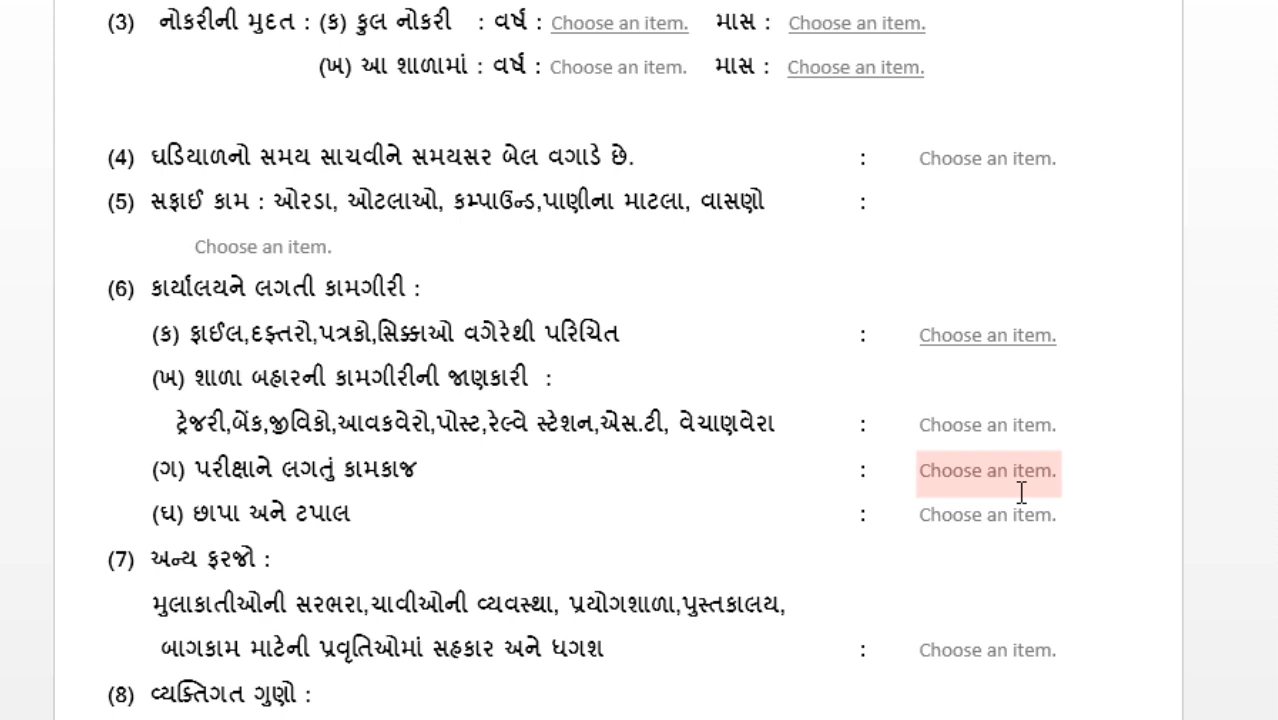 (3) નોકરીની મુદત : (ક) કુલ નોકરી : વર્ષ : Choose an item. માસ : Choose an item.
(ખ) આ શાળામાં : વર્ષ : Choose an item. માસ : Choose an item.
(4) ઘડિયાળનો સમય સાચવીને સમયસર બેલ વગાડે છે. : Choose an item.
(5) સફાઈ કામ : ઓરડા, ઓટલાઓ, કમ્પાઉન્ડ,પાણીના માટલા, વાસણો :
Choose an item.
(6) કાર્યાલયને લગતી કામગીરી :
(ક) ફાઈલ,દફ્તરો,પત્રકો,સિક્કાઓ વગેરેથી પરિચિત : Choose an item.
(ખ) શાળા બહારની કામગીરીની જાણકારી :
ટ્રેજરી,બેંક,જીવિકો,આવકવેરો,પોસ્ટ,રેલ્વે સ્ટેશન,એસ.ટી, વેચાણવેરા : Choose an item.
(ગ) પરીક્ષાને લગતું કામકાજ : Choose an item.
(ઘ) છાપા અને ટપાલ : Choose an item.
(7) અન્ય ફરજો :
મુલાકાતીઓની સરભરા,ચાવીઓની વ્યવસ્થા, પ્રયોગશાળા,પુસ્તકાલય,
બાગકામ માટેની પ્રવૃતિઓમાં સહકાર અને ધગશ : Choose an item.
(8) વ્યક્તિગત ગુણો :